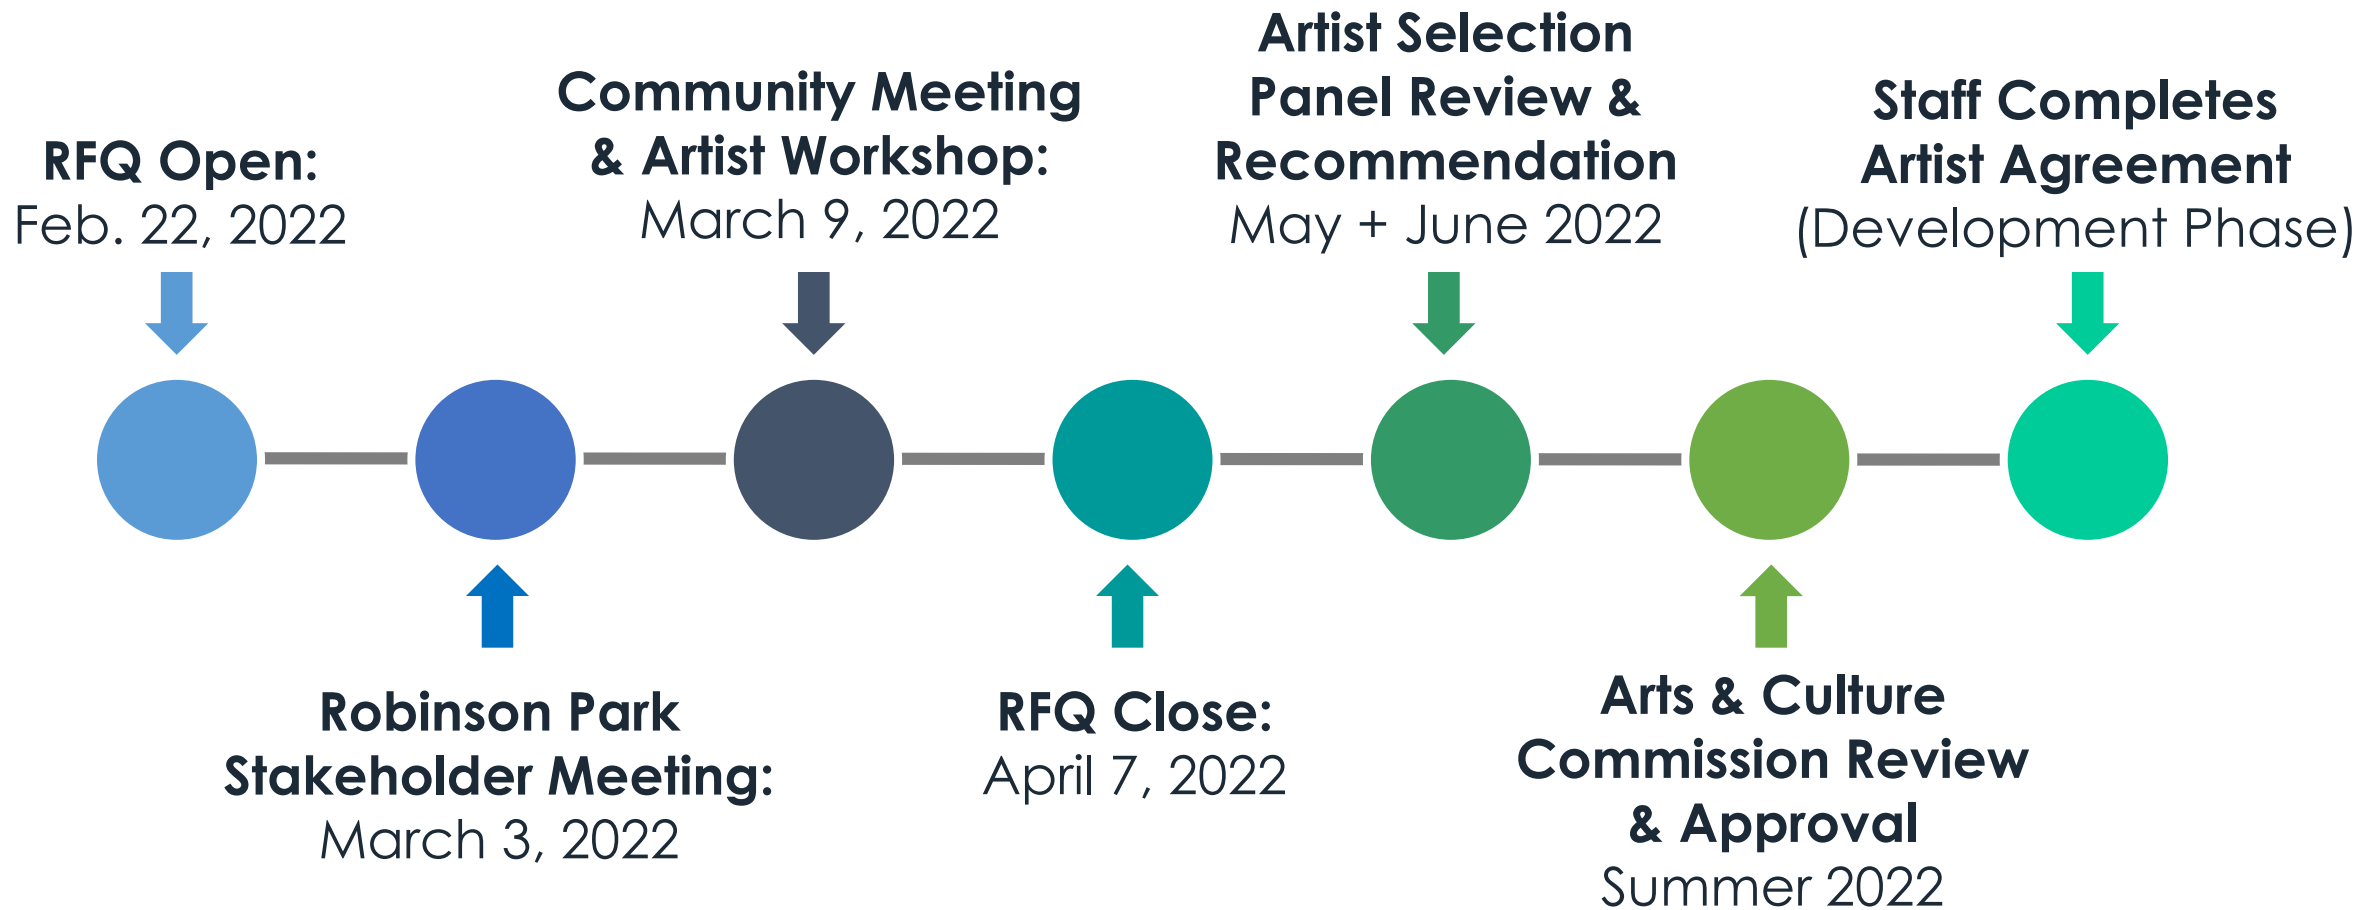 RFQ Open:
Feb. 22, 2022
Robinson Park
Stakeholder Meeting:
March 3, 2022
Community Meeting
& Artist Workshop:
March 9, 2022
RFQ Close:
April 7, 2022
Artist Selection
Panel Review &
Recommendation
May + June 2022
Arts & Culture
Commission Review
& Approval
Summer 2022
Staff Completes
Artist Agreement
(Development Phase)